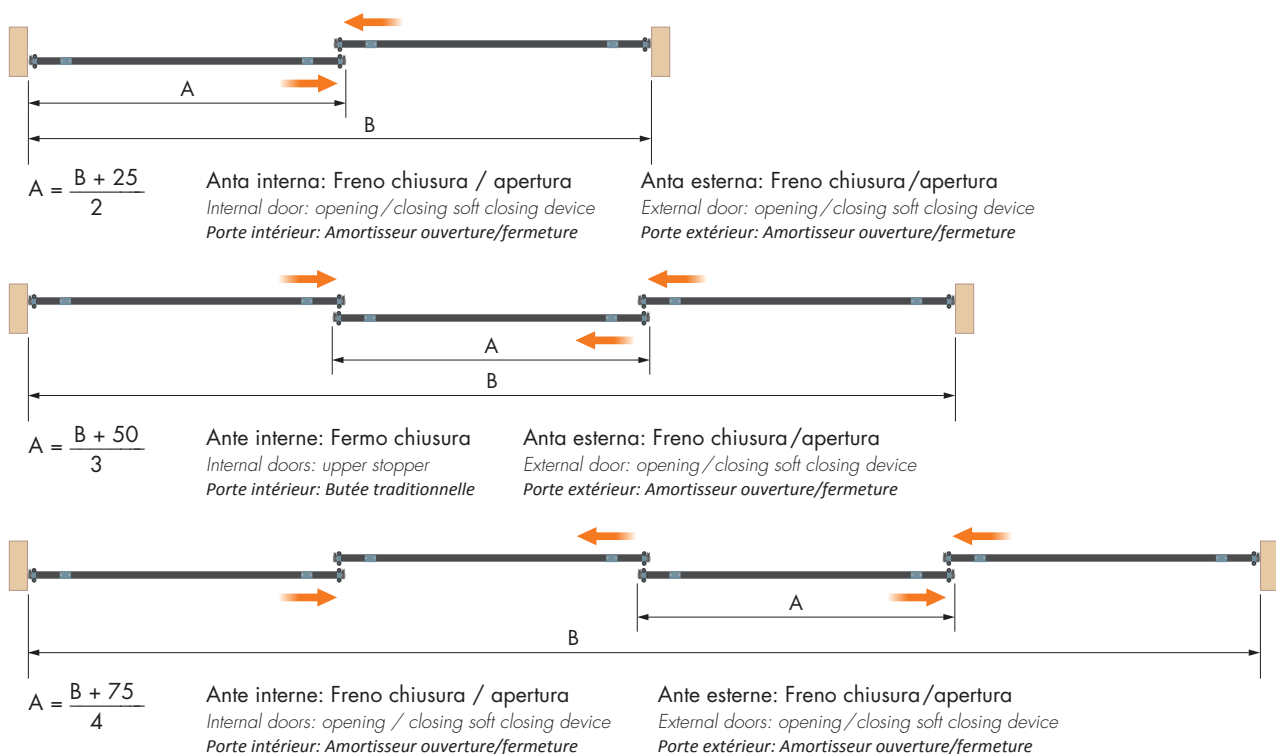 A
B
A = B + 25
2
Anta interna: Freno chiusura / apertura
Internal door: opening/closing soft closing device
Porte intérieur: Amortisseur ouverture/fermeture
Anta esterna: Freno chiusura/apertura
External door: opening/closing soft closing device
Porte extérieur: Amortisseur ouverture/fermeture
A
B
A = B + 50
3
Ante interne: Fermo chiusura
Internal doors: upper stopper
Porte intérieur: Butée traditionnelle
Anta esterna: Freno chiusura/apertura
External door: opening/closing soft closing device
Porte extérieur: Amortisseur ouverture/fermeture
A
B
A = B + 75
4
Ante interne: Freno chiusura / apertura
Internal doors: opening / closing soft closing device
Porte intérieur: Amortisseur ouverture/fermeture
Ante esterne: Freno chiusura/apertura
External doors: opening/closing soft closing device
Porte extérieur: Amortisseur ouverture/fermeture